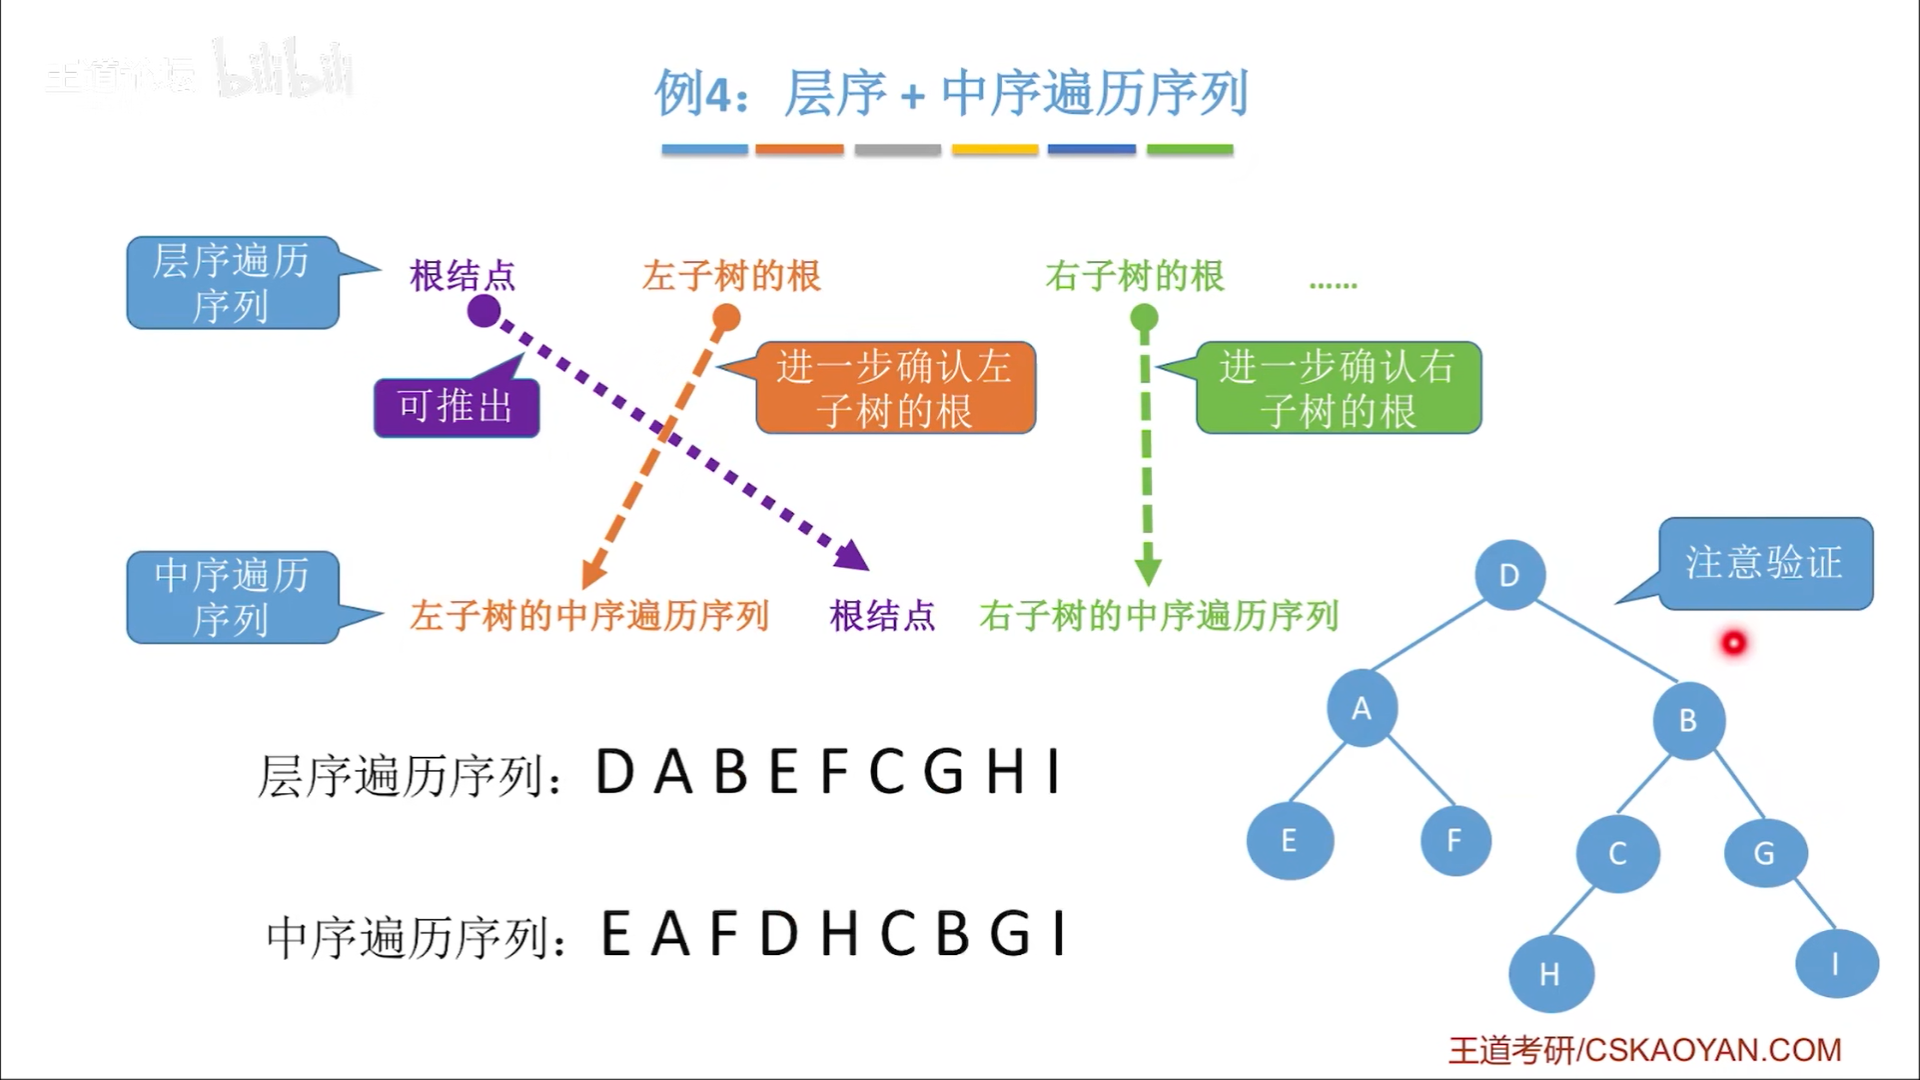 王道论坛 bilibili
例4：层序 + 中序遍历序列
层序遍历
序列
根结点 左子树的根 右子树的根 ……
可推出
进一步确认左
子树的根
进一步确认右
子树的根
中序遍历
序列
左子树的中序遍历序列 根结点 右子树的中序遍历序列
注意验证
D
A
B
E
F
C
G
H
I
层序遍历序列：D A B E F C G H I
中序遍历序列：E A F D H C B G I
王道考研/CSKAOYAN.COM